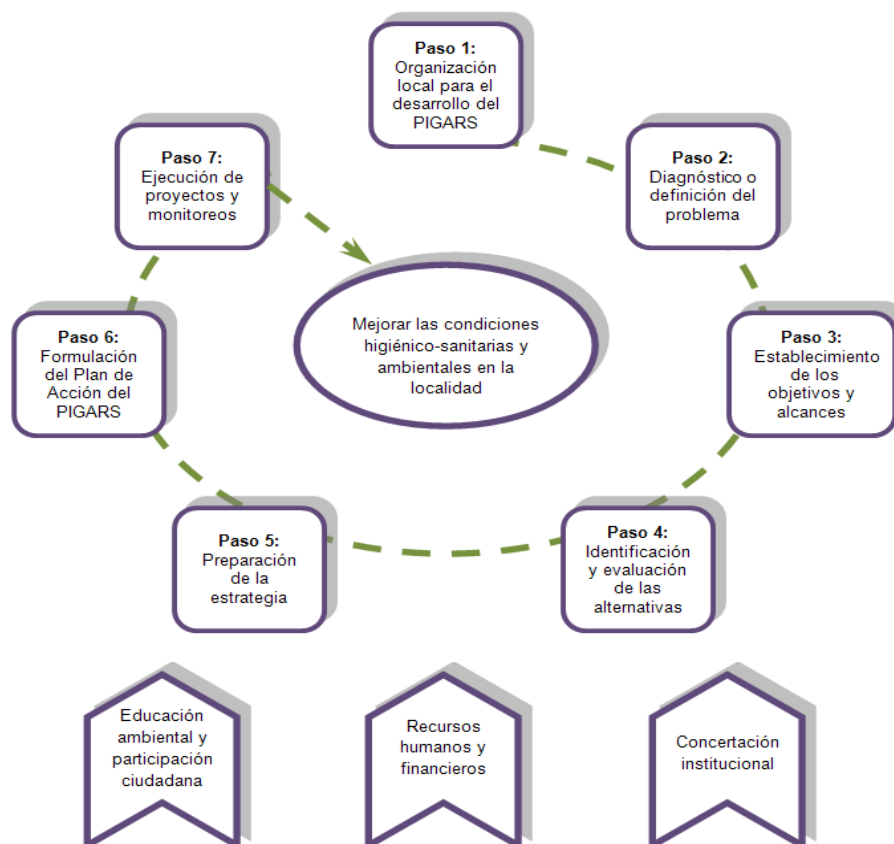 Paso 1:
Organización
local para el
desarrollo del
PIGARS
Paso 2:
Diagnóstico o
definición del
problema
Paso 3:
Establecimiento
de los
objetivos y
alcances
Paso 4:
Identificación
y evaluación
de las
alternativas
Paso 5:
Preparación
de la
estrategia
Paso 6:
Formulación
del Plan de
Acción del
PIGARS
Paso 7:
Ejecución de
proyectos y
monitoreos
Mejorar las condiciones
higiénico-sanitarias y
ambientales en la
localidad
Educación
ambiental y
participación
ciudadana
Recursos
humanos y
financieros
Concertación
institucional